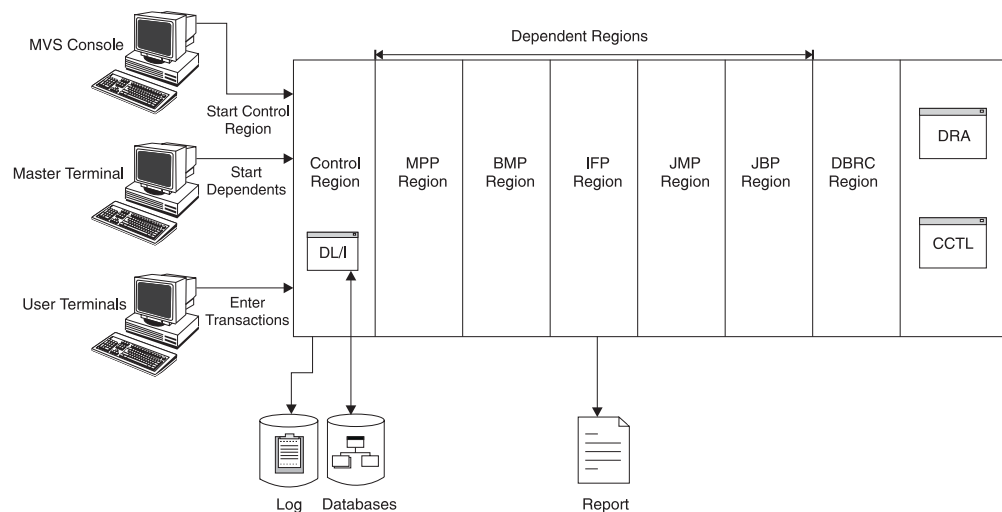 MVS Console
Dependent Regions
Start Control
Region
Master Terminal
Start
Dependents
Control
Region
MPP
Region
BMP
Region
IFP
Region
JMP
Region
JBP
Region
DBRC
Region
DRA
DL/I
CCTL
User Terminals
Enter
Transactions
Log
Databases
Report